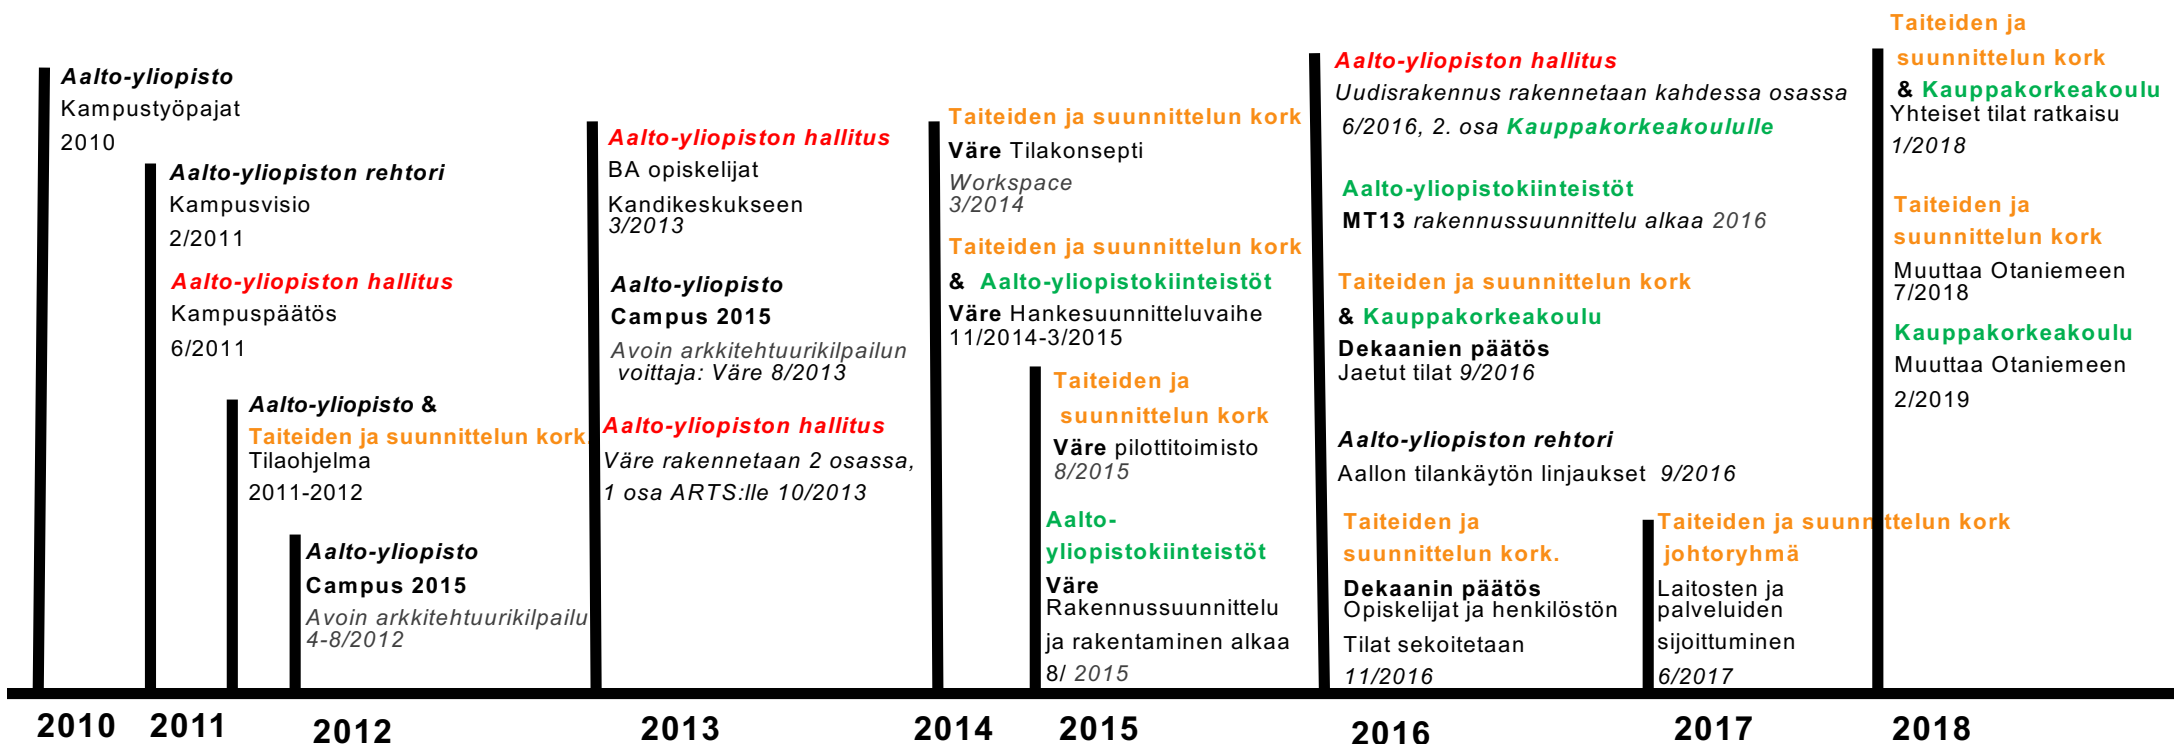 Aalto-yliopisto
Kampustyöpajat
2010
Aalto-yliopiston rehtori
Kampusvisio
2/2011
Aalto-yliopiston hallitus
Kampuspäätös
6/2011
Aalto-yliopisto &
Taiteiden ja suunnittelun kork.
Tilaohjelma
2011-2012
Aalto-yliopisto
Campus 2015
Avoin arkkitehtuurikilpailu
4-8/2012
Aalto-yliopiston hallitus
BA opiskelijat
Kandikeskukseen
3/2013
Aalto-yliopisto
Campus 2015
Avoin arkkitehtuurikilpailun
voittaja: Väre 8/2013
Aalto-yliopiston hallitus
Väre rakennetaan 2 osassa,
1 osa ARTS:lle 10/2013
Taiteiden ja suunnittelun kork
Väre Tilakonsepti
Workspace
3/2014
Taiteiden ja suunnittelun kork
& Aalto-yliopistokiinteistöt
Väre Hankesuunnitteluvaihe
11/2014-3/2015
Taiteiden ja
suunnittelun kork
Väre pilottitoimisto
8/2015
Aalto-
yliopistokiinteistöt
Väre
Rakennussuunnittelu
ja rakentaminen alkaa
8/ 2015
Aalto-yliopiston hallitus
Uudisrakennus rakennetaan kahdessa osassa
6/2016, 2. osa Kauppakorkeakoululle
Aalto-yliopistokiinteistöt
MT13 rakennussuunnittelu alkaa 2016
Taiteiden ja suunnittelun kork
& Kauppakorkeakoulu
Dekaanien päätös
Jaetut tilat 9/2016
Aalto-yliopiston rehtori
Aallon tilankäytön linjaukset 9/2016
Taiteiden ja
suunnittelun kork.
Dekaanin päätös
Opiskelijat ja henkilöstön
Tilat sekoitetaan
11/2016
Taiteiden ja suunnittelun kork
johtoryhmä
Laitosten ja
palveluiden
sijoittuminen
6/2017
Taiteiden ja
suunnittelun kork
& Kauppakorkeakoulu
Yhteiset tilat ratkaisu
1/2018
Taiteiden ja
suunnittelun kork
Muuttaa Otaniemeen
7/2018
Kauppakorkeakoulu
Muuttaa Otaniemeen
2/2019
2010 2011 2012 2013 2014 2015 2016 2017 2018